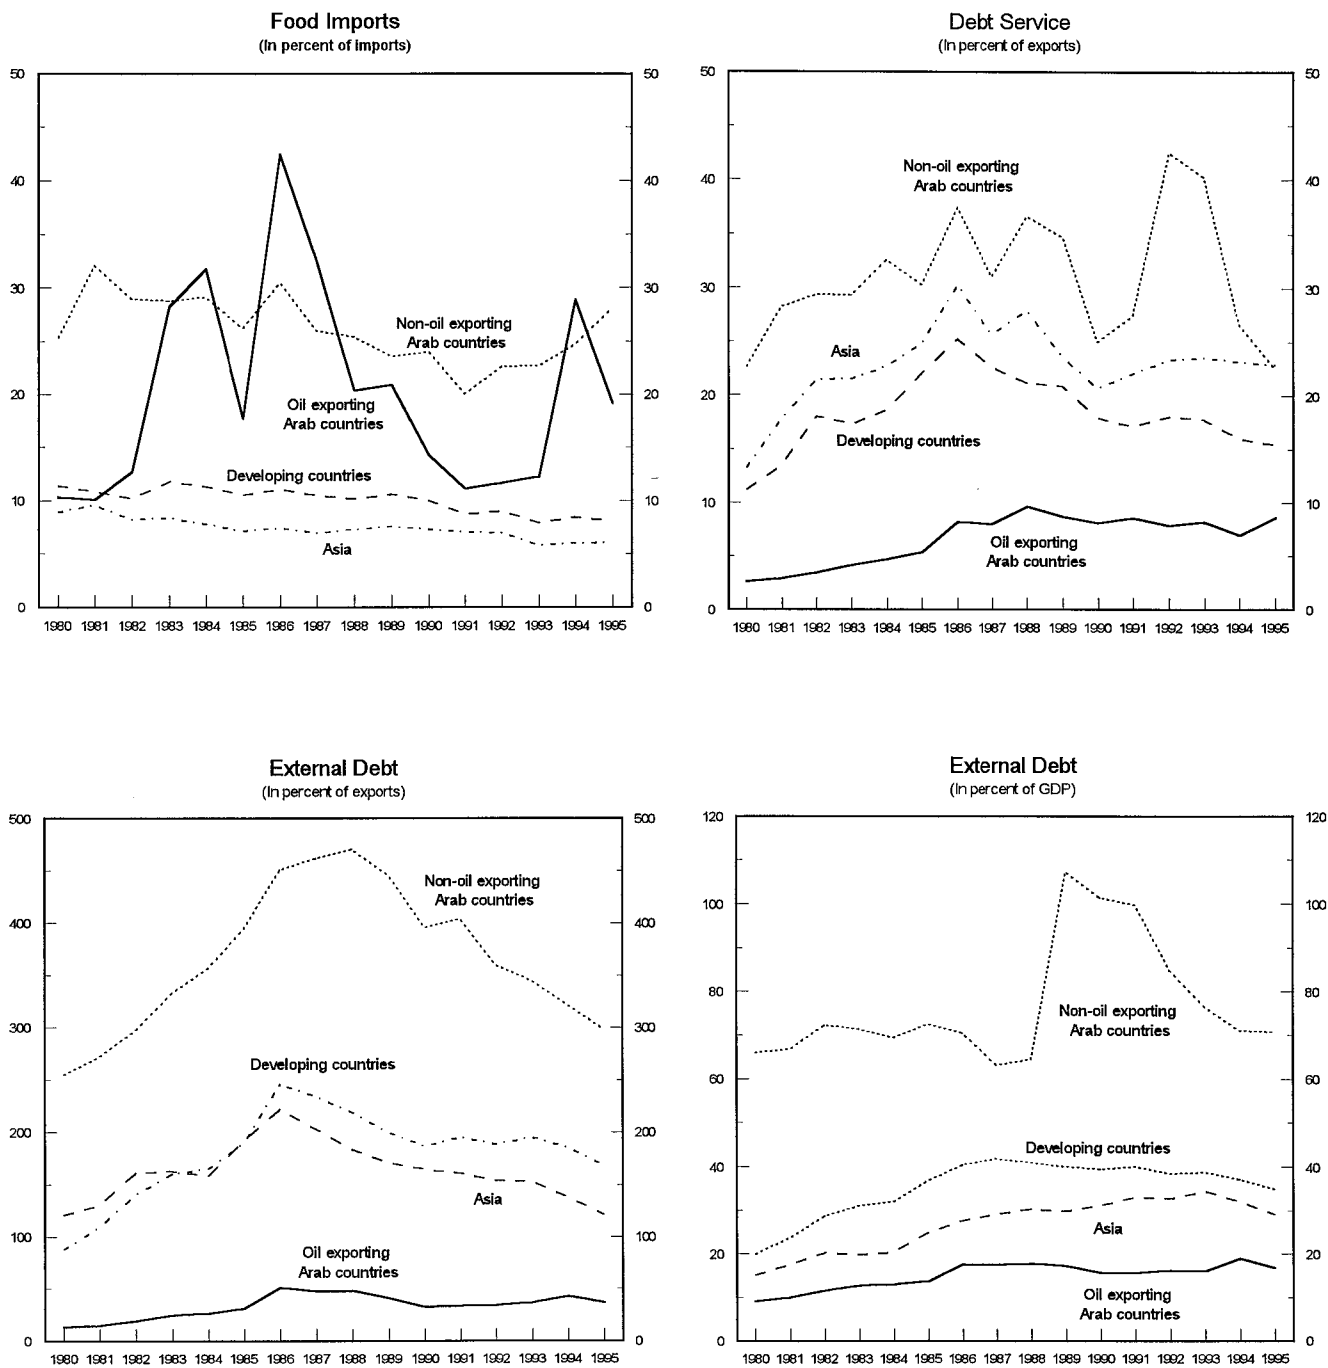 Food Imports
(In percent of imports)
50
40
30
20
10
0
50
40
30
20
10
0
Non-oil exporting
Arab countries
Oil exporting
Arab countries
Developing countries
Asia
1980 1981 1982 1983 1984 1985 1986 1987 1988 1989 1990 1991 1992 1993 1994 1995
Debt Service
(In percent of exports)
50
40
30
20
10
0
50
40
30
20
10
0
Non-oil exporting
Arab countries
Asia
Developing countries
Oil exporting
Arab countries
1980 1981 1982 1983 1984 1985 1986 1987 1988 1989 1990 1991 1992 1993 1994 1995
External Debt
(In percent of exports)
500
400
300
200
100
0
500
400
300
200
100
0
Non-oil exporting
Arab countries
Developing countries
Asia
Oil exporting
Arab countries
1980 1981 1982 1983 1984 1985 1986 1987 1988 1989 1990 1991 1992 1993 1994 1995
External Debt
(In percent of GDP)
120
100
80
60
40
20
0
120
100
80
60
40
20
0
Non-oil exporting
Arab countries
Developing countries
Asia
Oil exporting
Arab countries
1980 1981 1982 1983 1984 1985 1986 1987 1988 1989 1990 1991 1992 1993 1994 1995